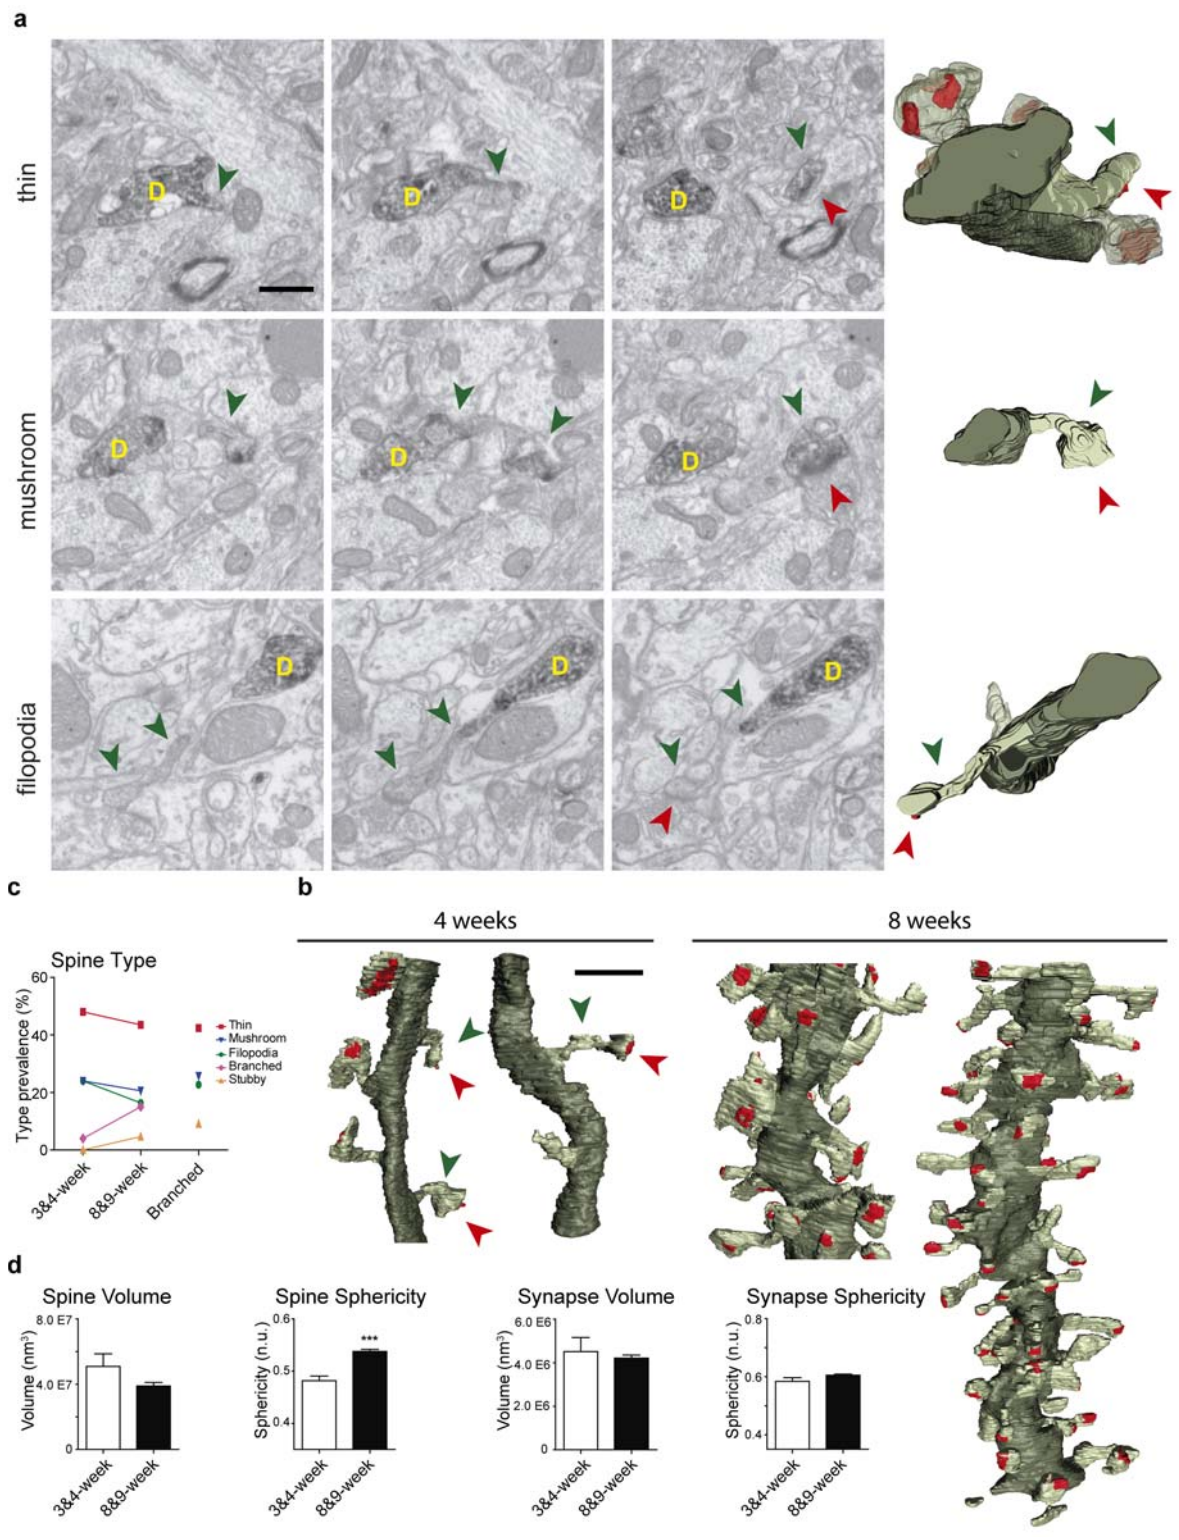 a
thin
D
D
D
mushroom
D
D
D
filopodia
D
D
D
c
b
4 weeks
8 weeks
Spine Type
Type prevalence (%)
60
40
20
0
3&4-week
8&9-week
Branched
Thin
Mushroom
Filopodia
Branched
Stubby
d
Spine Volume
Volume (nm³)
8.0 E7
4.0 E7
0
3&4-week
8&9-week
Spine Sphericity
Sphericity (n.u.)
0.6
0.5
0.4
***
3&4-week
8&9-week
Synapse Volume
Volume (nm³)
6.0 E6
4.0 E6
2.0 E6
0
3&4-week
8&9-week
Synapse Sphericity
Sphericity (n.u.)
0.8
0.6
0.4
3&4-week
8&9-week